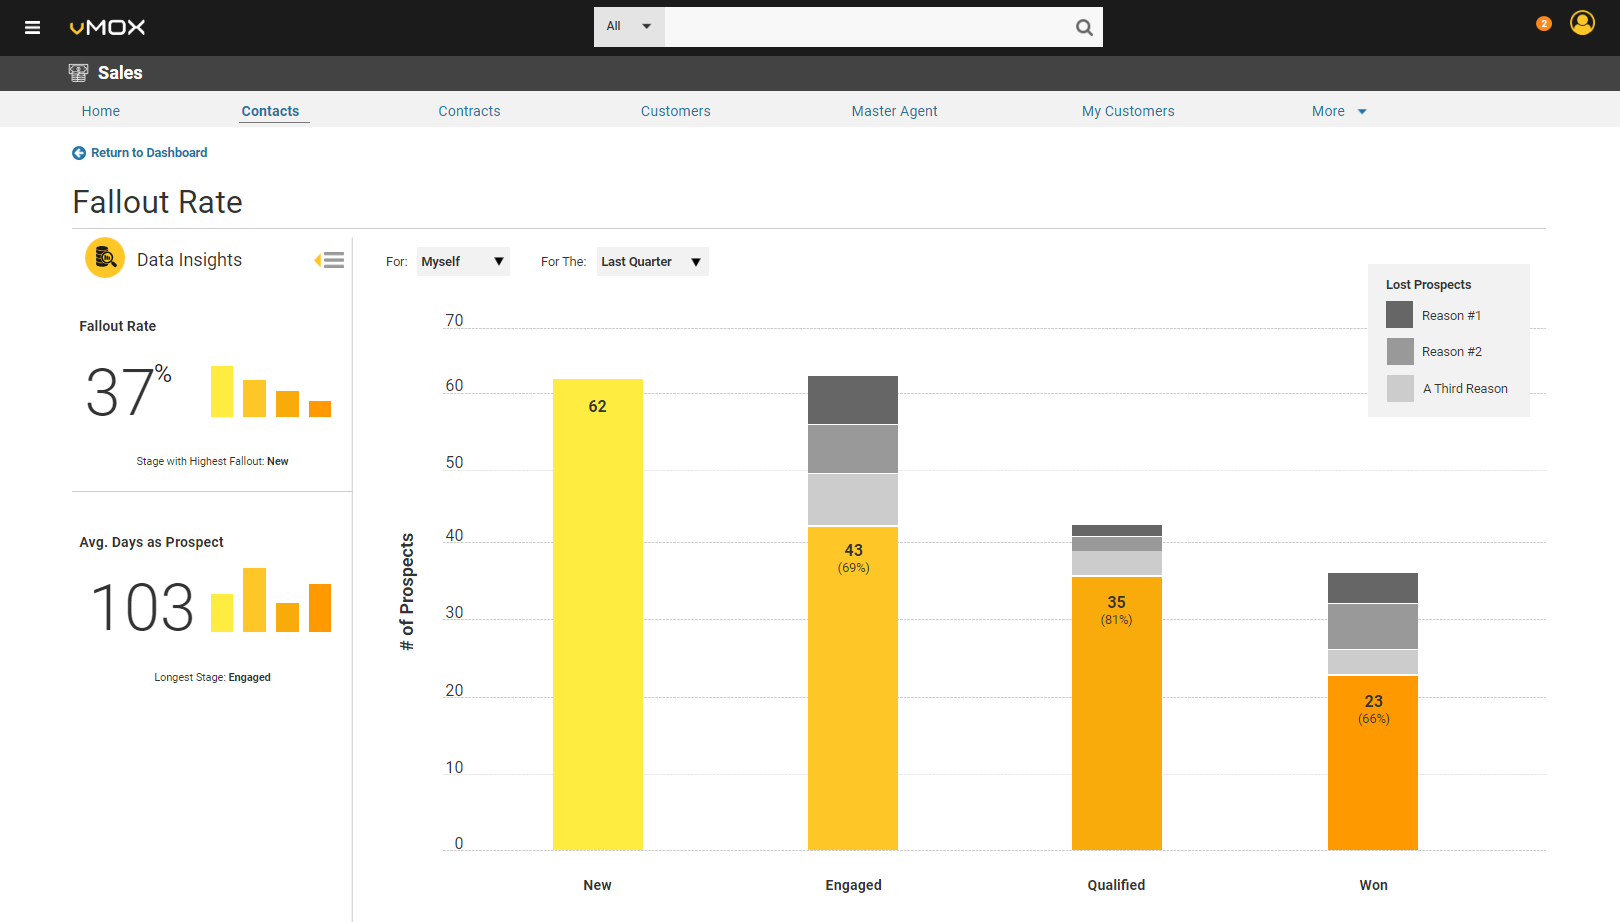 vMOX
All
2
Sales
Home Contacts Contracts Customers Master Agent My Customers More
Return to Dashboard
Fallout Rate
Data Insights
For: Myself For The: Last Quarter
Lost Prospects
Reason #1
Reason #2
A Third Reason
Fallout Rate
37%
Stage with Highest Fallout: New
Avg. Days as Prospect
103
Longest Stage: Engaged
# of Prospects
70
60
50
40
30
20
10
0
62
43
(69%)
35
(81%)
23
(66%)
New Engaged Qualified Won